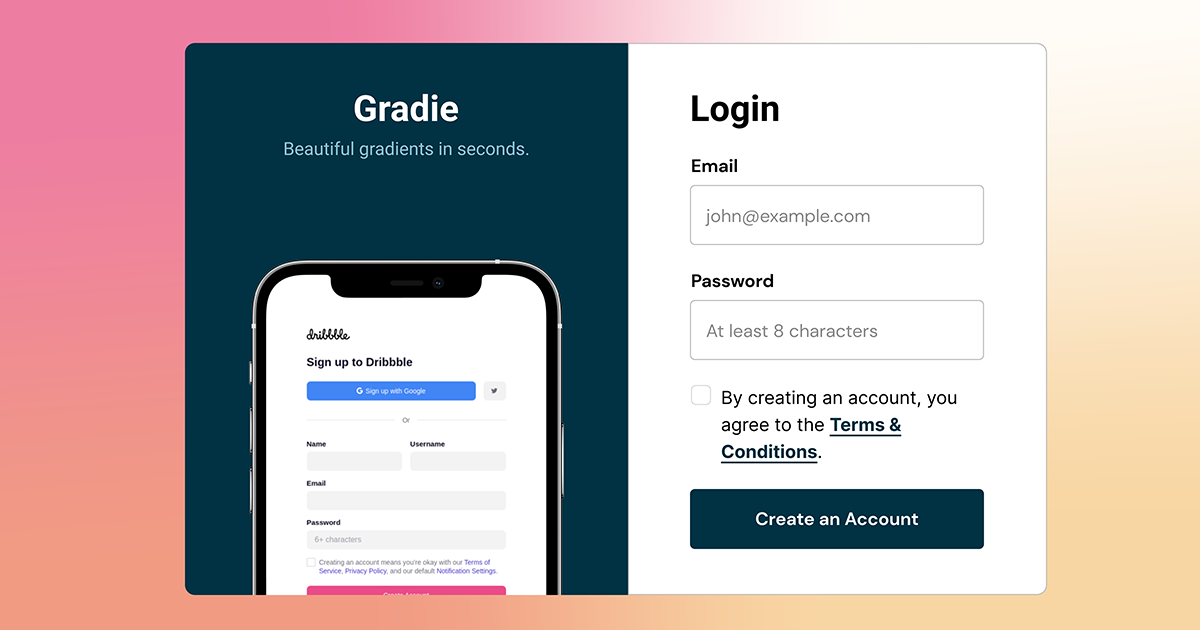 Gradie
Beautiful gradients in seconds.
dribbble
Sign up to Dribbble
G Sign up with Google
Or
Name
Username
Email
Password
6+ characters
Creating an account means you're okay with our Terms of
Service, Privacy Policy, and our default Notification Settings.
Create Account
Login
Email
john@example.com
Password
At least 8 characters
By creating an account, you
agree to the Terms &
Conditions.
Create an Account